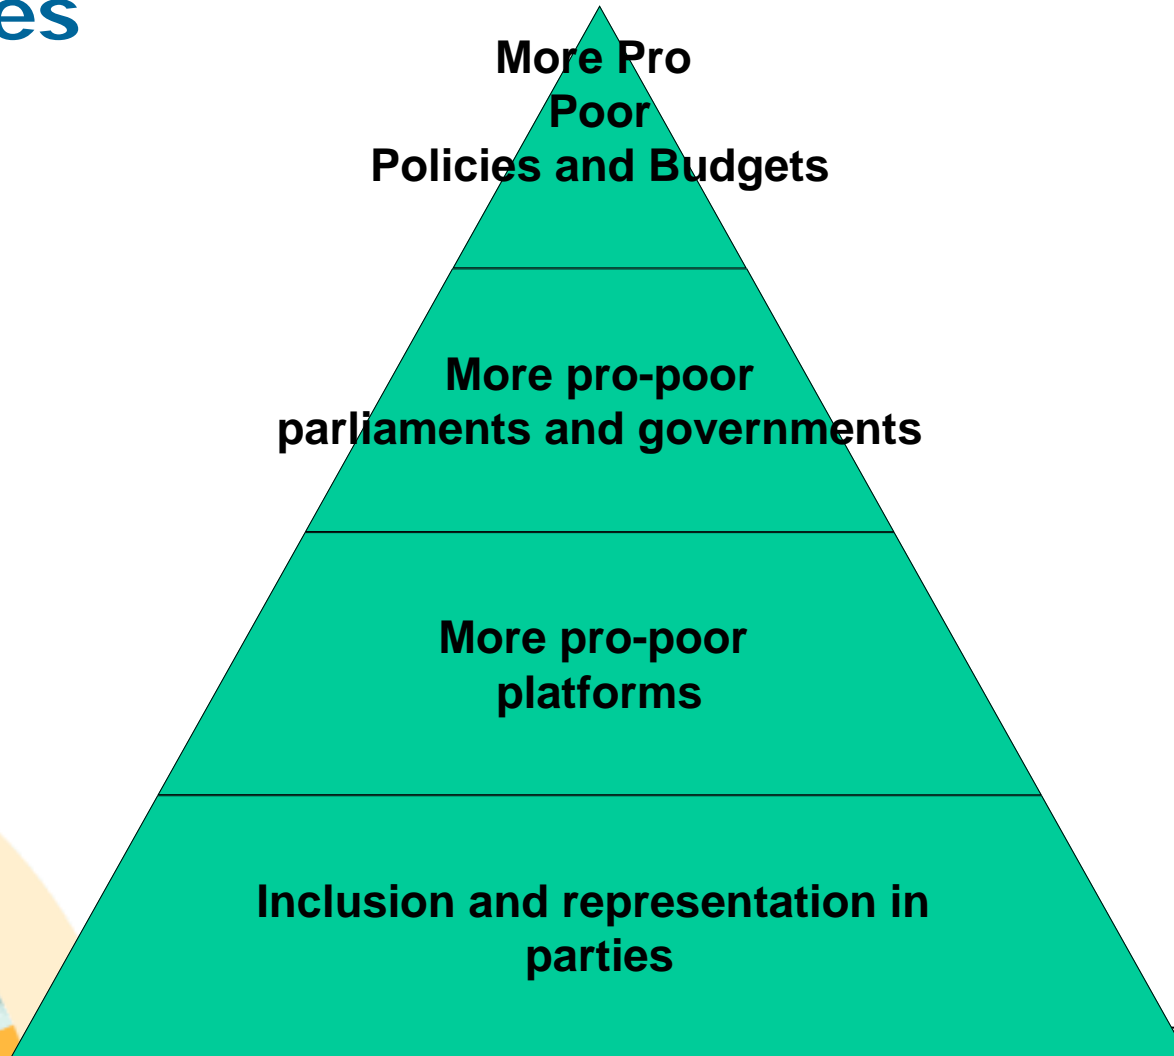 es
More Pro
Poor
Policies and Budgets
More pro-poor
parliaments and governments
More pro-poor
platforms
Inclusion and representation in
parties